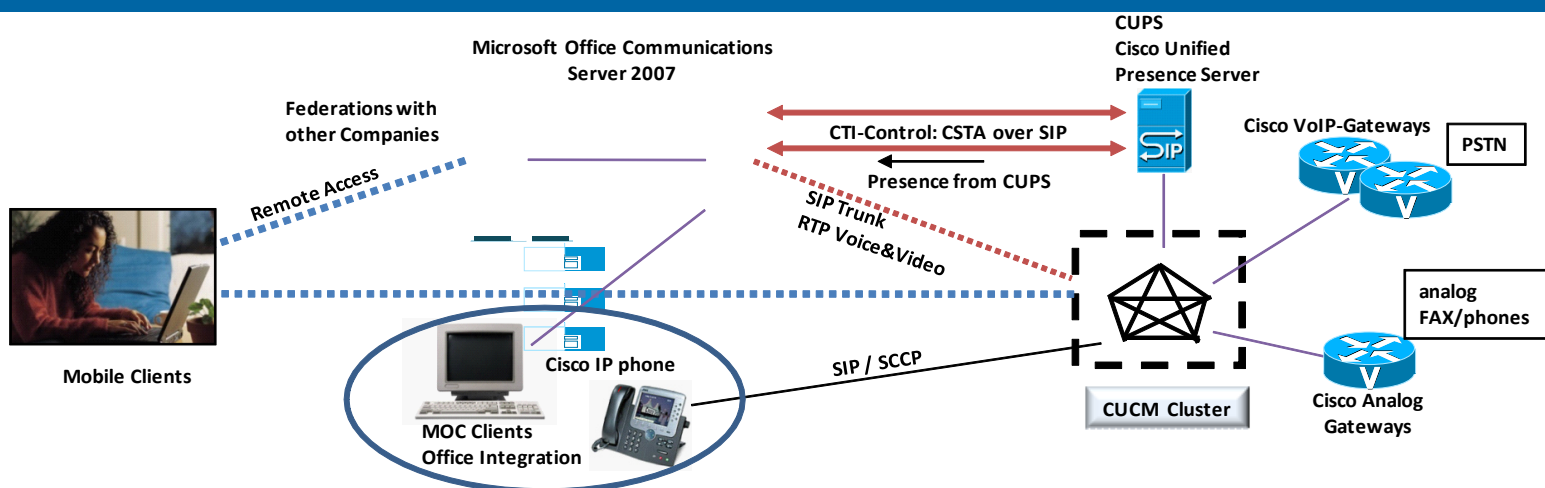 Microsoft Office Communications
Server 2007
CUPS
Cisco Unified
Presence Server
Federations with
other Companies
CTI-Control: CSTA over SIP
Presence from CUPS
SIP
Cisco VoIP-Gateways
PSTN
V
V
Remote Access
SIP Trunk
RTP Voice&Video
Mobile Clients
Cisco IP phone
SIP / SCCP
MOC Clients
Office Integration
CUCM Cluster
analog
FAX/phones
V
Cisco Analog
Gateways